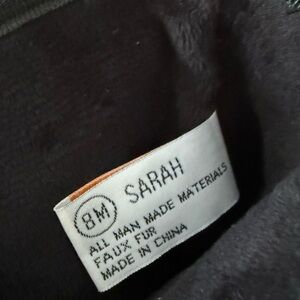 8M SARAH
ALL MAN MADE MATERIALS
FAUX FUR
MADE IN CHINA